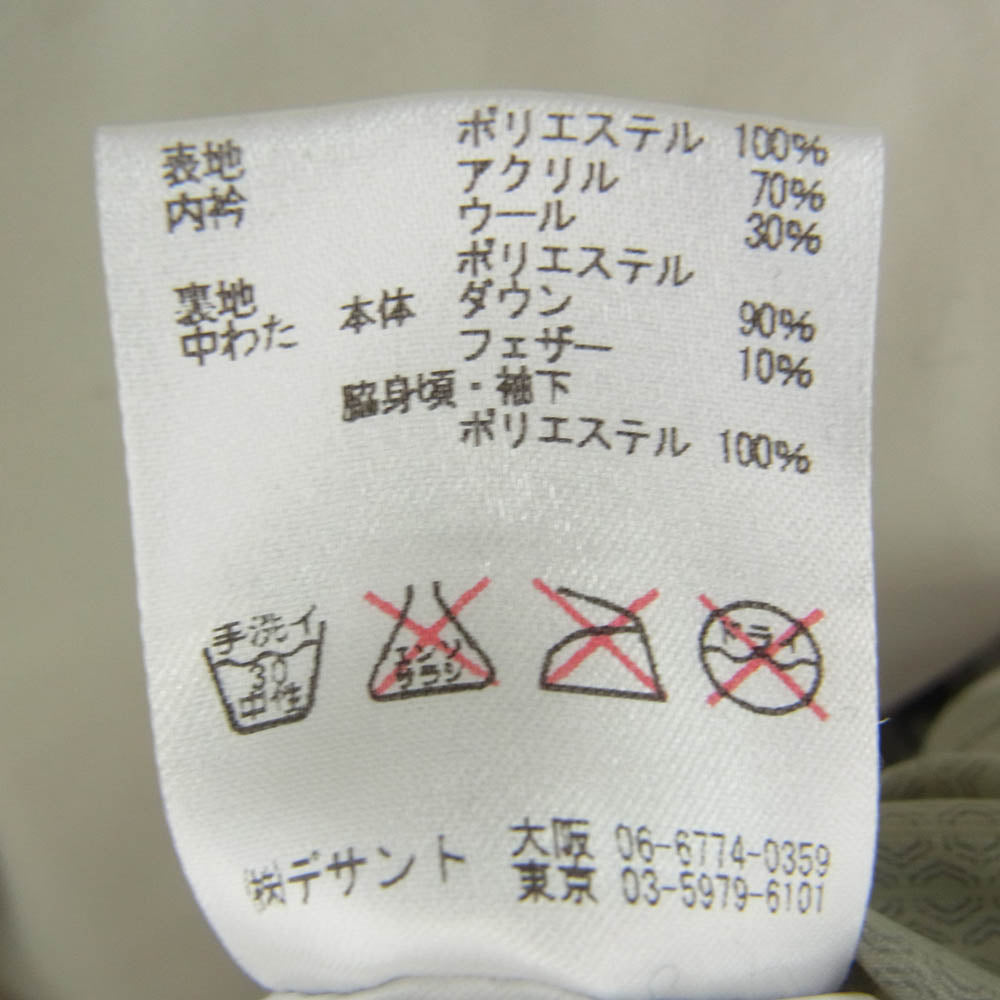 表地 ポリエステル 100%
内衿 アクリル 70%
ウール 30%
裏地 ポリエステル
中わた 本体 ダウン 90%
フェザー 10%
脇身頃・袖下
ポリエステル 100%
手洗イ
30
中性
エンソ
サラシ
ドライ
㈱デサント 大阪 06-6774-0359
東京 03-5979-6101